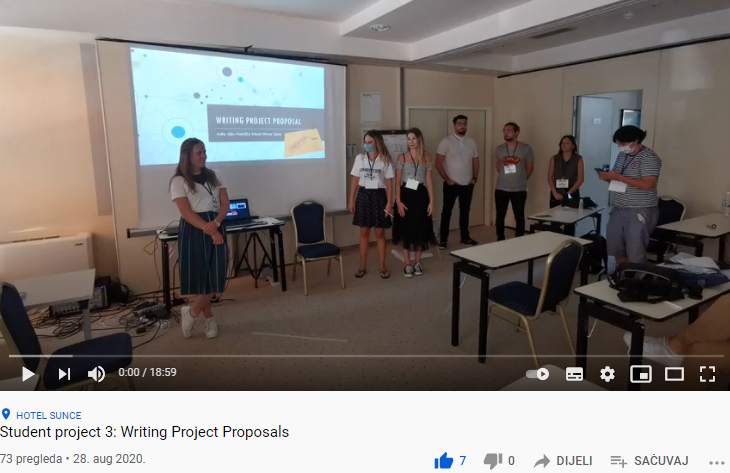 WRITING PROJECT PROPOSAL
0:00 / 18:59
HOTEL SUNCE
Student project 3: Writing Project Proposals
73 pregleda • 28. aug 2020.
7
0
DIJELI
SAČUVAJ